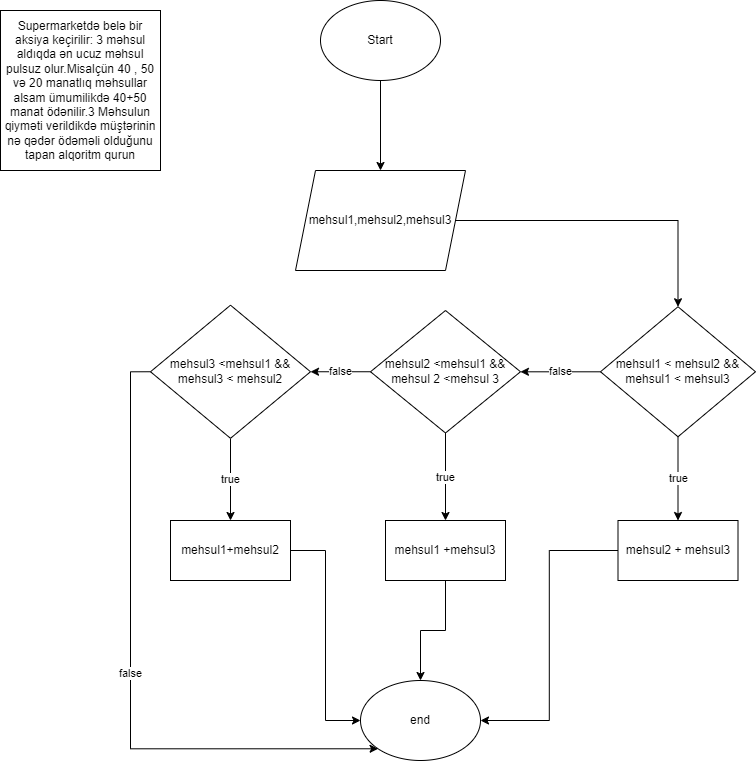 Supermarketdə belə bir
aksiya keçirilir: 3 məhsul
aldıqda ən ucuz məhsul
pulsuz olur.Misalçün 40 , 50
və 20 manatlıq məhsullar
alsam ümumilikdə 40+50
manat ödənilir.3 Məhsulun
qiyməti verildikdə müştərinin
nə qədər ödəməli olduğunu
tapan alqoritm qurun
Start
mehsul1,mehsul2,mehsul3
mehsul3 <mehsul1 &&
mehsul3 < mehsul2
false
mehsul2 <mehsul1 &&
mehsul 2 <mehsul 3
false
mehsul1 < mehsul2 &&
mehsul1 < mehsul3
true
true
true
mehsul1+mehsul2
mehsul1 +mehsul3
mehsul2 + mehsul3
false
end